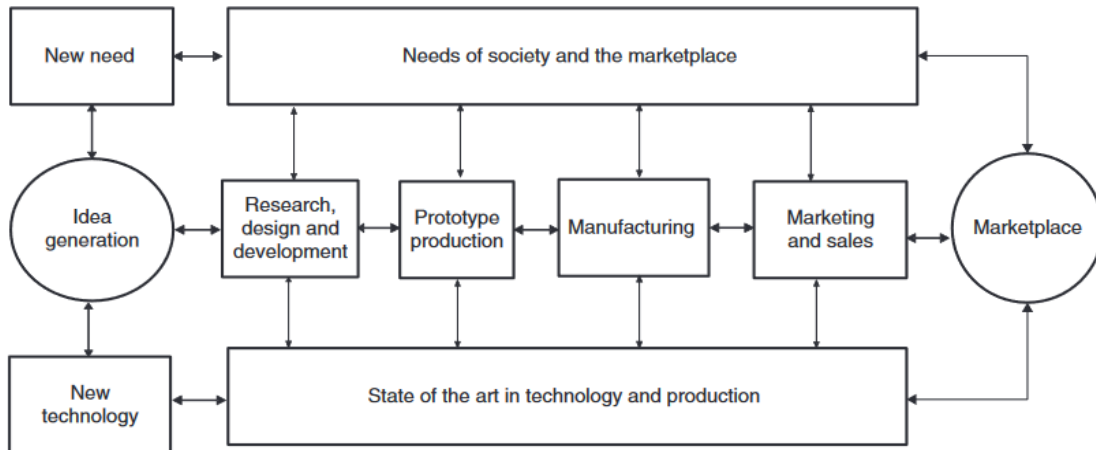 New need
Needs of society and the marketplace
Idea
generation
Research,
design and
development
Prototype
production
Manufacturing
Marketing
and sales
Marketplace
New
technology
State of the art in technology and production